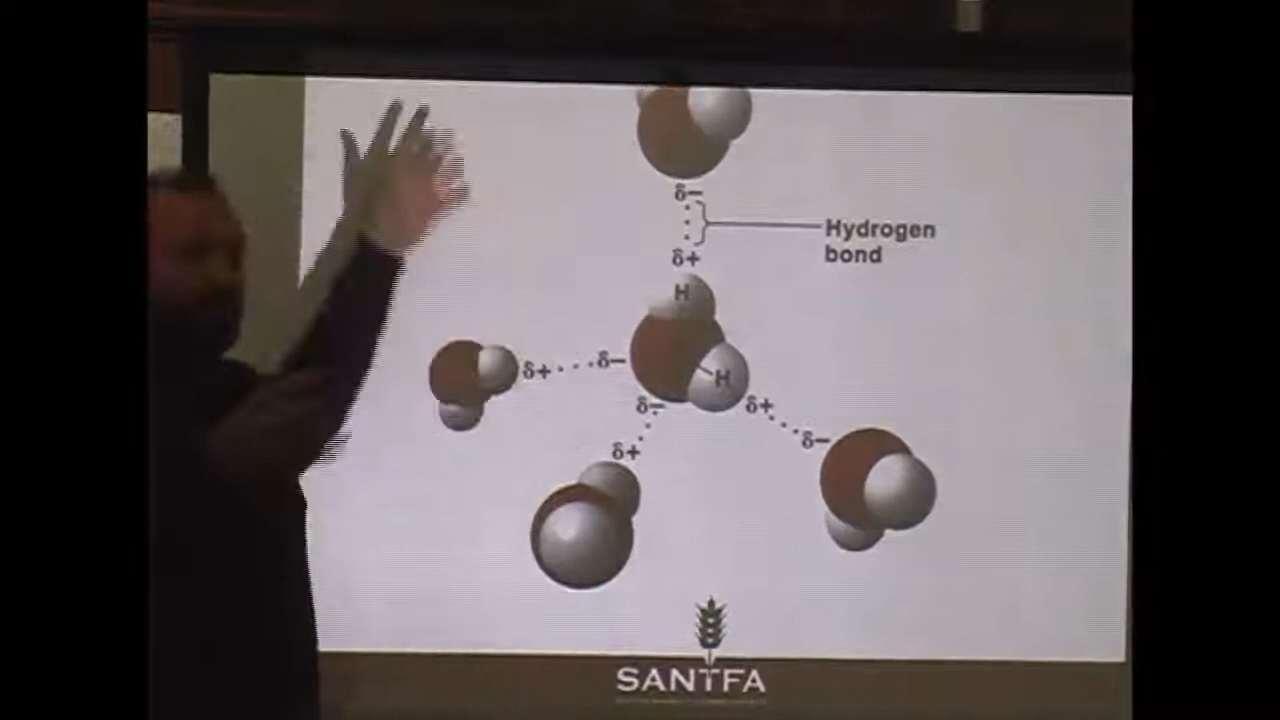 δ−
Hydrogen
bond
δ+
H
δ+ δ−
H
δ− δ+
δ+ δ−
SANTFA